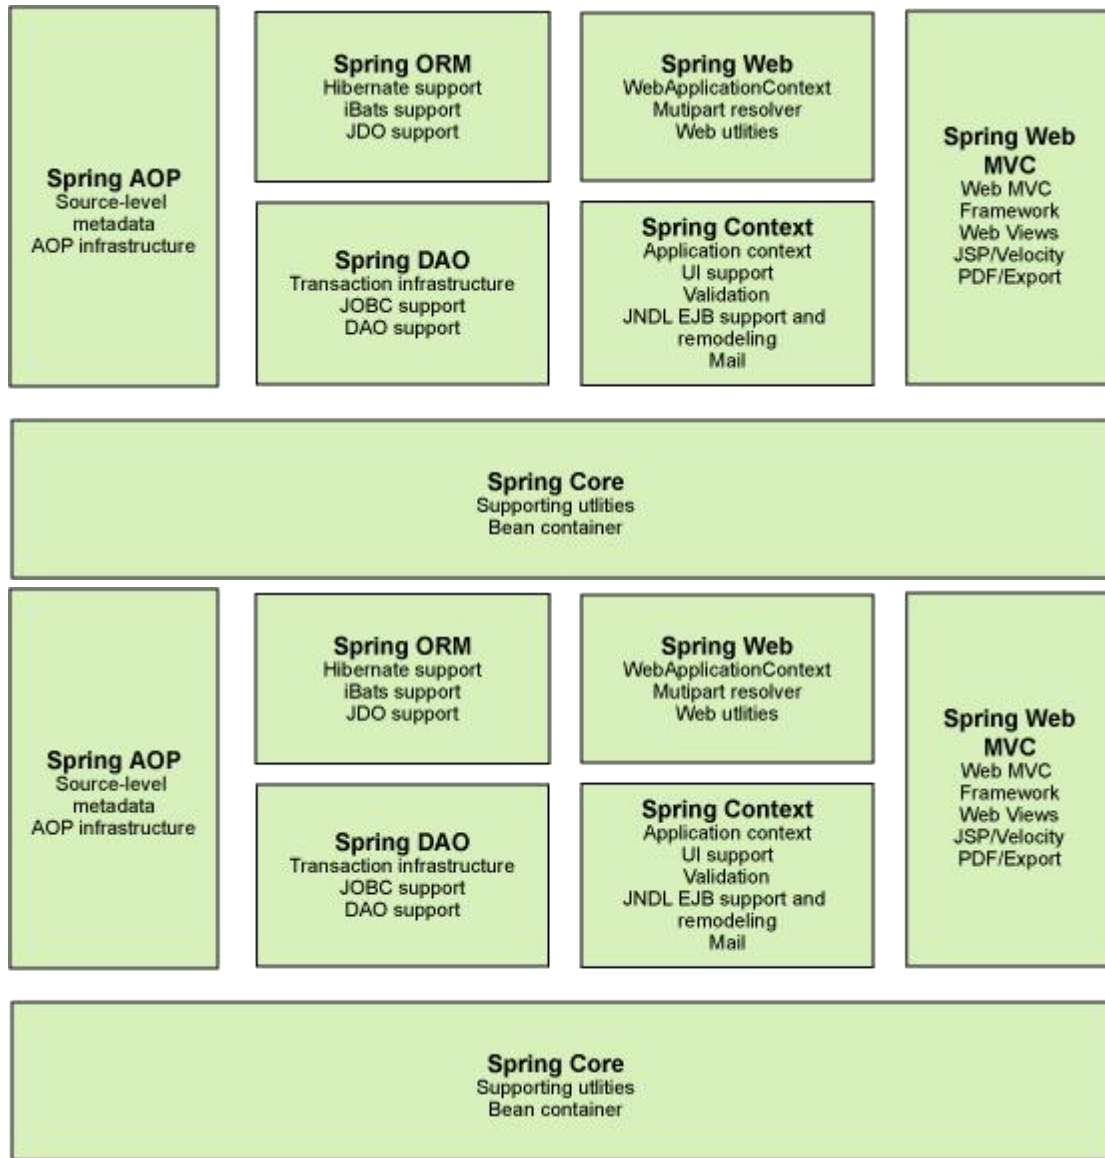 Spring AOP
Source-level
metadata
AOP infrastructure
Spring ORM
Hibernate support
iBats support
JDO support
Spring DAO
Transaction infrastructure
JOBC support
DAO support
Spring Web
WebApplicationContext
Mutipart resolver
Web utlities
Spring Context
Application context
UI support
Validation
JNDL EJB support and
remodeling
Mail
Spring Web
MVC
Web MVC
Framework
Web Views
JSP/Velocity
PDF/Export
Spring Core
Supporting utlities
Bean container
Spring AOP
Source-level
metadata
AOP infrastructure
Spring ORM
Hibernate support
iBats support
JDO support
Spring DAO
Transaction infrastructure
JOBC support
DAO support
Spring Web
WebApplicationContext
Mutipart resolver
Web utlities
Spring Context
Application context
UI support
Validation
JNDL EJB support and
remodeling
Mail
Spring Web
MVC
Web MVC
Framework
Web Views
JSP/Velocity
PDF/Export
Spring Core
Supporting utlities
Bean container